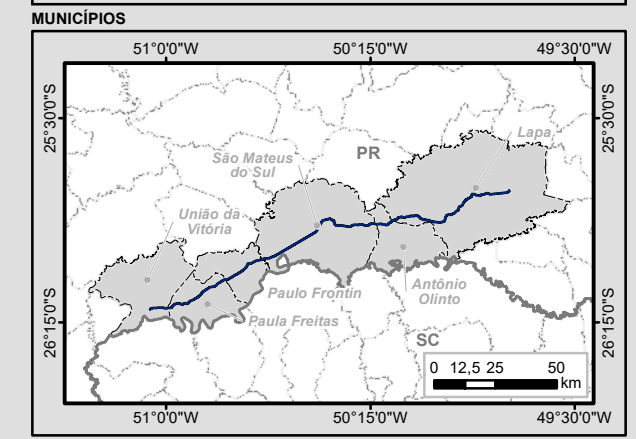 MUNICÍPIOS
51°0'0"W 50°15'0"W 49°30'0"W
25°30'0"S
25°30'0"S
Lapa
PR
São Mateus
do Sul
União da
Vitória
Paulo Frontin
Antônio
Olinto
Paula Freitas
26°15'0"S
26°15'0"S
SC
0 12,5 25 50
km
51°0'0"W 50°15'0"W 49°30'0"W